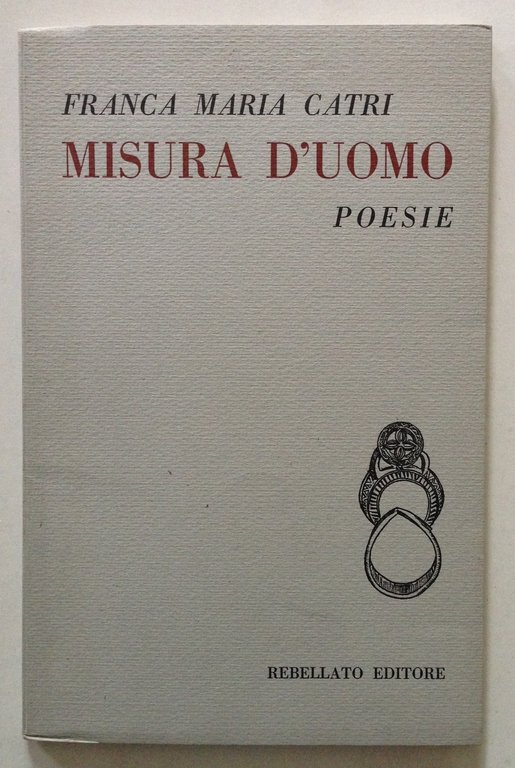 FRANCA MARIA CATRI
MISURA D'UOMO
POESIE
REBELLATO EDITORE